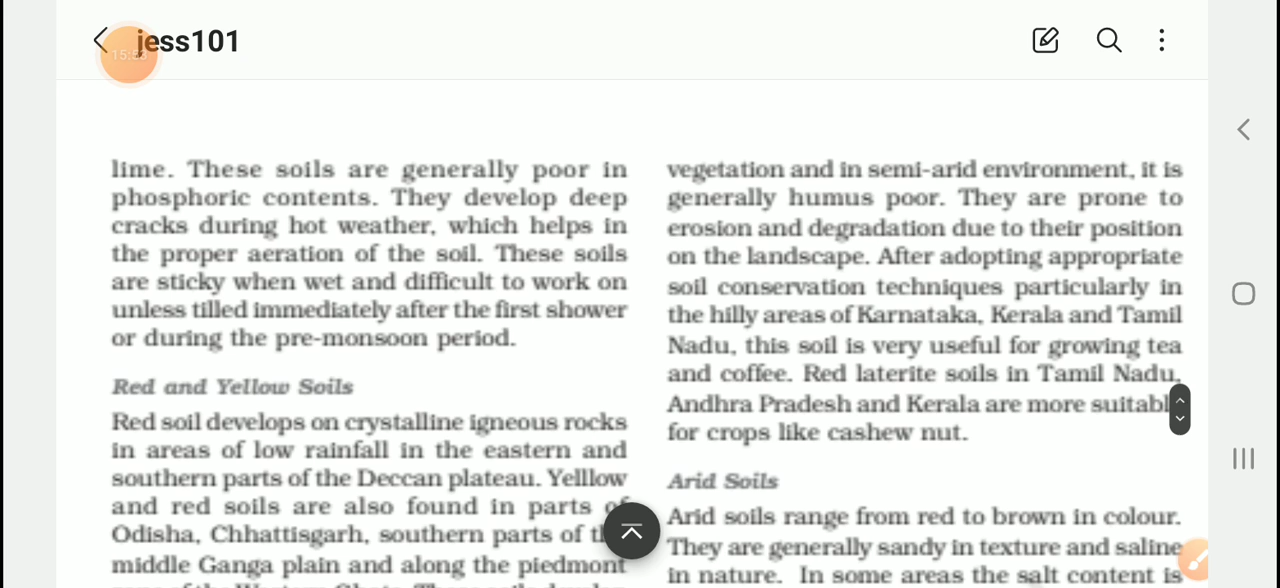 jess101
15:53
lime. These soils are generally poor in
phosphoric contents. They develop deep
cracks during hot weather, which helps in
the proper aeration of the soil. These soils
are sticky when wet and difficult to work on
unless tilled immediately after the first shower
or during the pre-monsoon period.
Red and Yellow Soils
Red soil develops on crystalline igneous rocks
in areas of low rainfall in the eastern and
southern parts of the Deccan plateau. Yelllow
and red soils are also found in parts of
Odisha, Chhattisgarh, southern parts of
middle Ganga plain and along the piedmont
vegetation and in semi-arid environment, it is
generally humus poor. They are prone to
erosion and degradation due to their position
on the landscape. After adopting appropriate
soil conservation techniques particularly in
the hilly areas of Karnataka, Kerala and Tamil
Nadu, this soil is very useful for growing tea
and coffee. Red laterite soils in Tamil Nadu,
Andhra Pradesh and Kerala are more suitabl
for crops like cashew nut.
Arid Soils
Arid soils range from red to brown in colour.
They are generally sandy in texture and saline
in nature. In some areas the salt content is